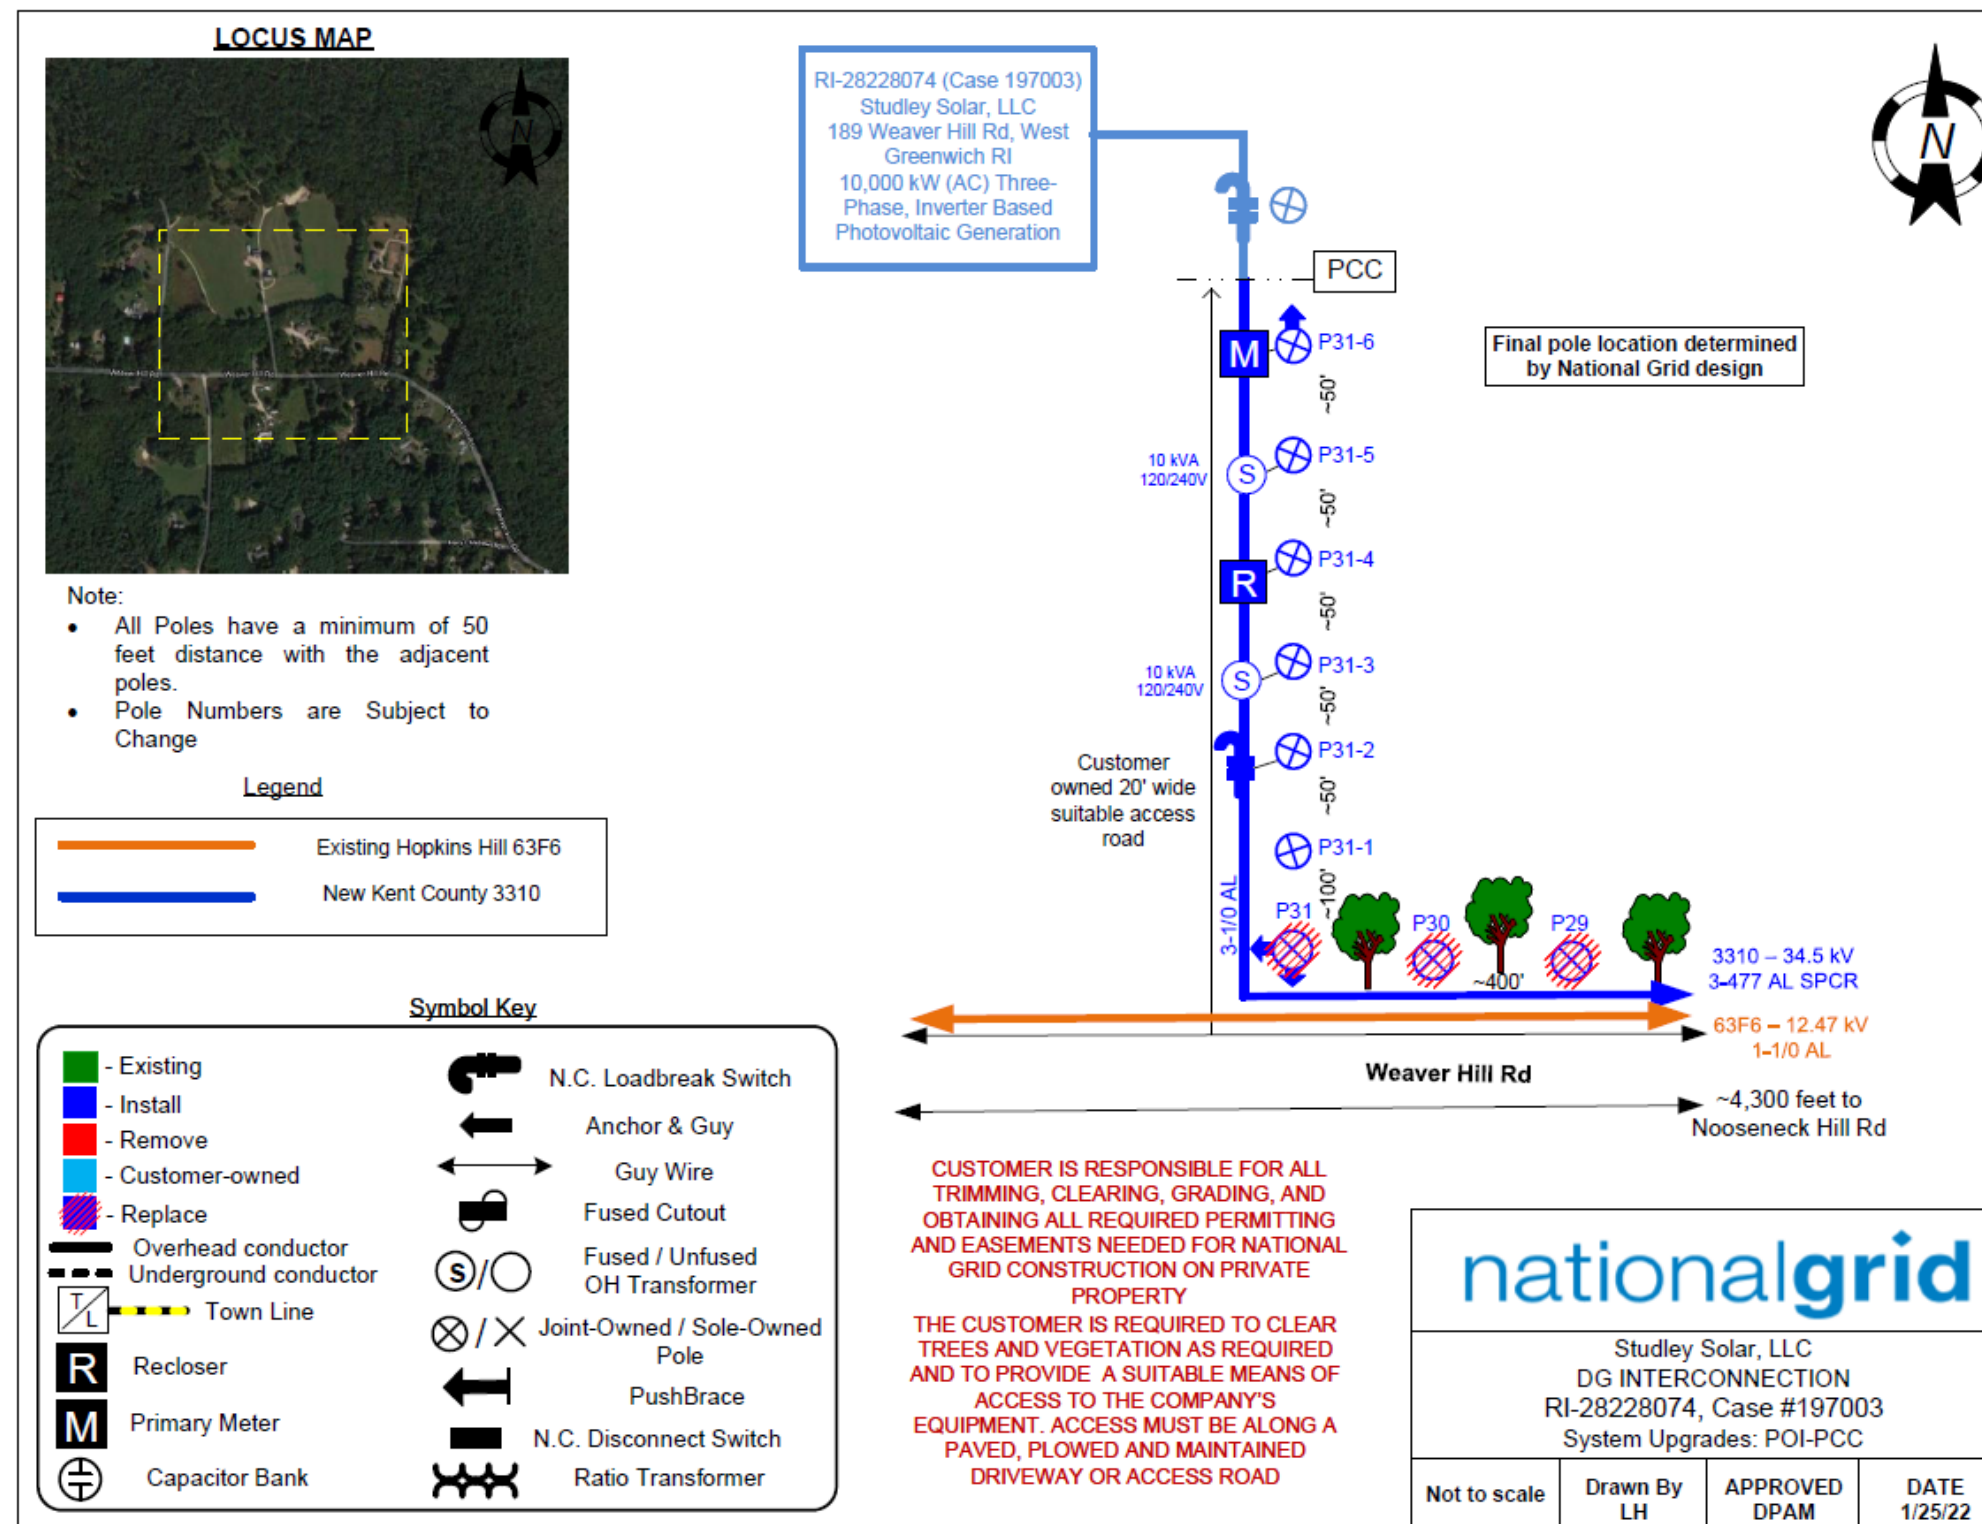 LOCUS MAP
N
Weaver Hill Rd
Weaver Hill Rd
Weaver Hill Rd
Note:
• All Poles have a minimum of 50
feet distance with the adjacent
poles.
• Pole Numbers are Subject to
Change
Legend
Existing Hopkins Hill 63F6
New Kent County 3310
Symbol Key
- Existing
- Install
- Remove
- Customer-owned
- Replace
Overhead conductor
Underground conductor
T/L Town Line
R Recloser
M Primary Meter
Capacitor Bank
N.C. Loadbreak Switch
Anchor & Guy
Guy Wire
Fused Cutout
S / Fused / Unfused
OH Transformer
/ Joint-Owned / Sole-Owned
Pole
PushBrace
N.C. Disconnect Switch
Ratio Transformer
RI-28228074 (Case 197003)
Studley Solar, LLC
189 Weaver Hill Rd, West
Greenwich RI
10,000 kW (AC) Three-
Phase, Inverter Based
Photovoltaic Generation
N
PCC
Final pole location determined
by National Grid design
M
P31-6
~50'
10 kVA
120/240V
S
P31-5
~50'
R
P31-4
~50'
10 kVA
120/240V
S
P31-3
~50'
P31-2
~50'
Customer
owned 20' wide
suitable access
road
P31-1
~100'
3-1/0 AL
P31
P30
P29
~400'
3310 – 34.5 kV
3-477 AL SPCR
63F6 – 12.47 kV
1-1/0 AL
Weaver Hill Rd
~4,300 feet to
Nooseneck Hill Rd
CUSTOMER IS RESPONSIBLE FOR ALL
TRIMMING, CLEARING, GRADING, AND
OBTAINING ALL REQUIRED PERMITTING
AND EASEMENTS NEEDED FOR NATIONAL
GRID CONSTRUCTION ON PRIVATE
PROPERTY
THE CUSTOMER IS REQUIRED TO CLEAR
TREES AND VEGETATION AS REQUIRED
AND TO PROVIDE A SUITABLE MEANS OF
ACCESS TO THE COMPANY'S
EQUIPMENT. ACCESS MUST BE ALONG A
PAVED, PLOWED AND MAINTAINED
DRIVEWAY OR ACCESS ROAD
nationalgrid
Studley Solar, LLC
DG INTERCONNECTION
RI-28228074, Case #197003
System Upgrades: POI-PCC
Not to scale
Drawn By
LH
APPROVED
DPAM
DATE
1/25/22